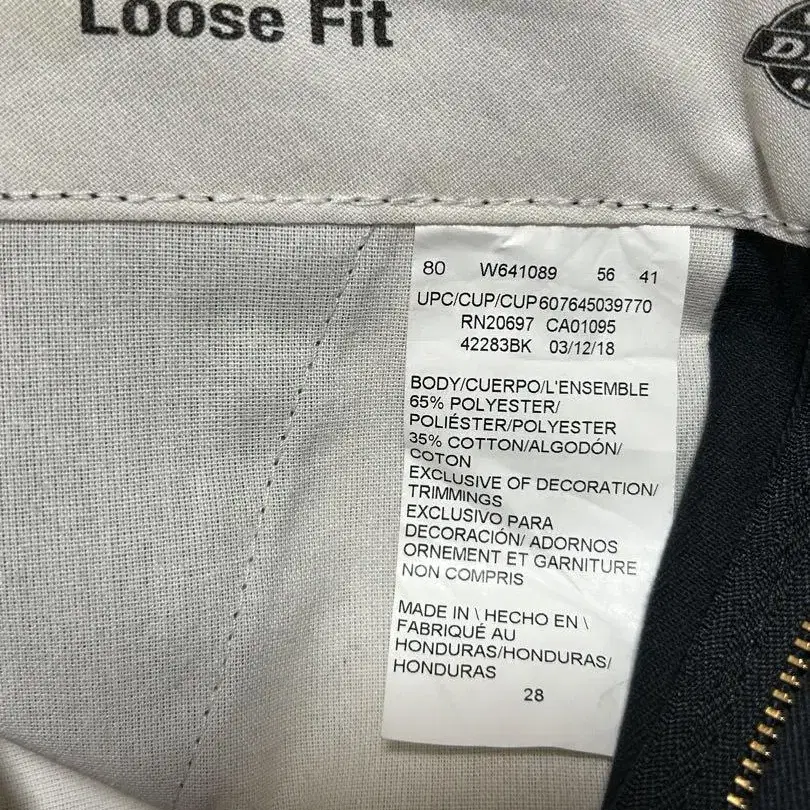 Loose Fit
80 W641089 56 41
UPC/CUP/CUP607645039770
RN20697 CA01095
42283BK 03/12/18
BODY/CUERPO/L'ENSEMBLE
65% POLYESTER/
POLIÉSTER/POLYESTER
35% COTTON/ALGODÓN/
COTON
EXCLUSIVE OF DECORATION/
TRIMMINGS
EXCLUSIVO PARA
DECORACIÓN/ ADORNOS
ORNEMENT ET GARNITURE
NON COMPRIS
MADE IN \ HECHO EN \
FABRIQUÉ AU
HONDURAS/HONDURAS/
HONDURAS
28